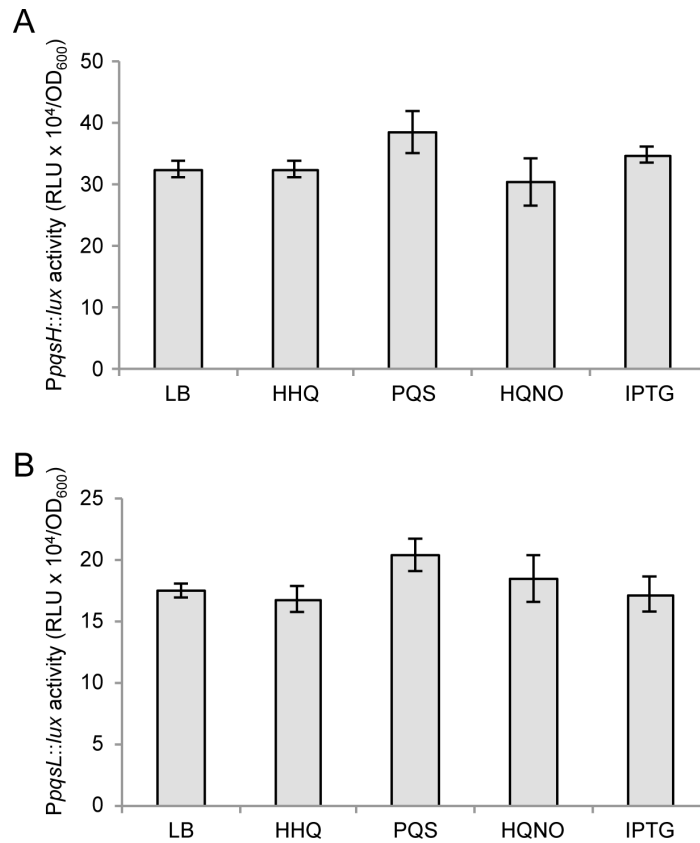 A
PpqsH::lux activity (RLU x 10⁴/OD₆₀₀)
50
40
30
20
10
0
LB HHQ PQS HQNO IPTG
B
PpqsL::lux activity (RLU x 10⁴/OD₆₀₀)
25
20
15
10
5
0
LB HHQ PQS HQNO IPTG